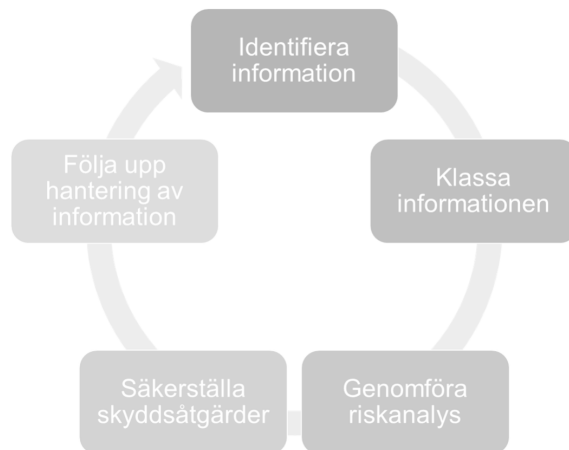 Identifiera
information
Klassa
informationen
Genomföra
riskanalys
Säkerställa
skyddsåtgärder
Följa upp
hantering av
information